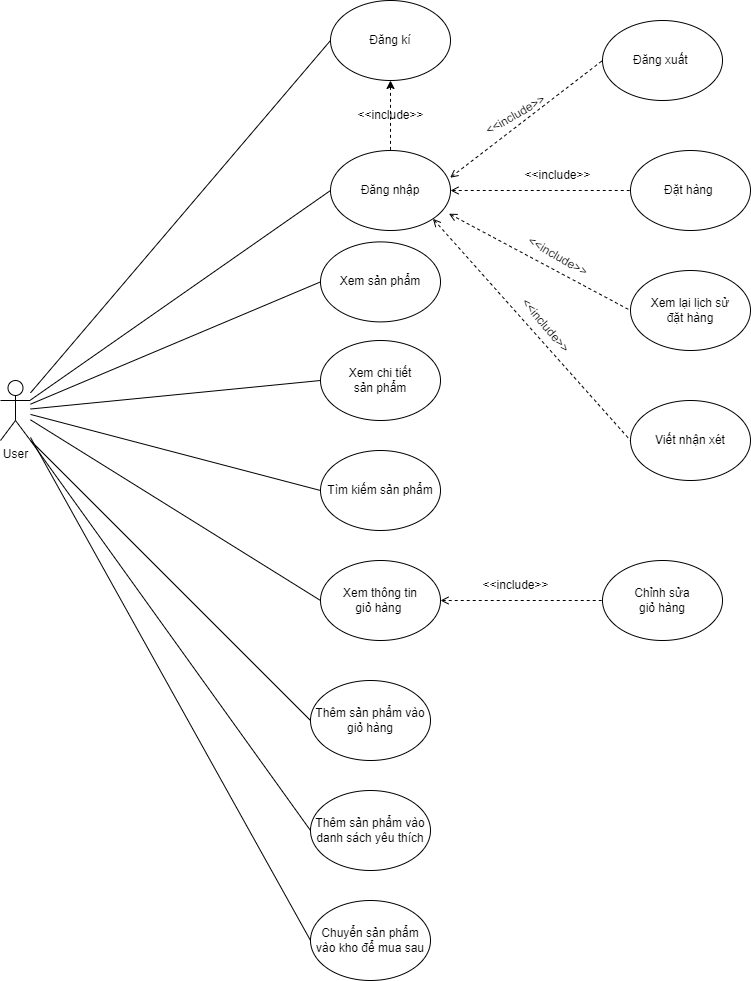 Đăng kí
Đăng xuất
<<include>>
<<include>>
<<include>>
Đăng nhập
Đặt hàng
<<include>>
Xem sản phẩm
Xem lại lịch sử
đặt hàng
<<include>>
Xem chi tiết
sản phẩm
User
Viết nhận xét
Tìm kiếm sản phẩm
<<include>>
Xem thông tin
giỏ hàng
Chỉnh sửa
giỏ hàng
Thêm sản phẩm vào
giỏ hàng
Thêm sản phẩm vào
danh sách yêu thích
Chuyển sản phẩm
vào kho để mua sau